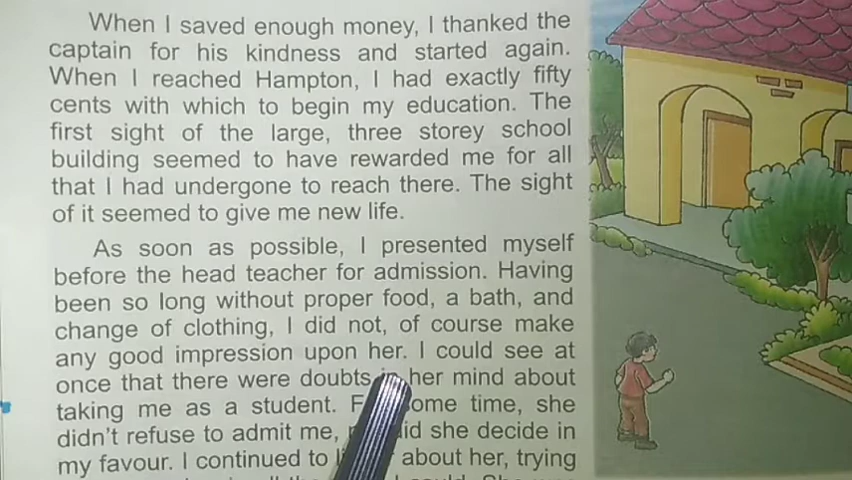 When I saved enough money, I thanked the
captain for his kindness and started again.
When I reached Hampton, I had exactly fifty
cents with which to begin my education. The
first sight of the large, three storey school
building seemed to have rewarded me for all
that I had undergone to reach there. The sight
of it seemed to give me new life.
As soon as possible, I presented myself
before the head teacher for admission. Having
been so long without proper food, a bath, and
change of clothing, I did not, of course make
any good impression upon her. I could see at
once that there were doubts in her mind about
taking me as a student. For some time, she
didn't refuse to admit me, did she decide in
my favour. I continued to about her, trying